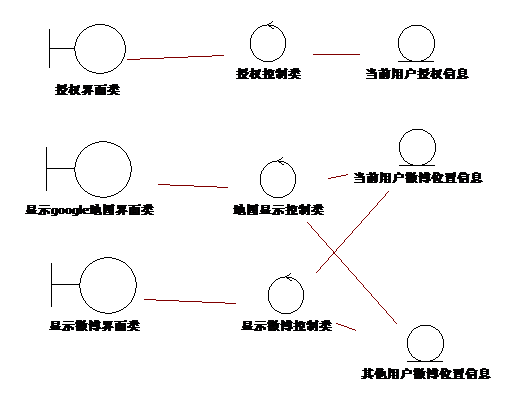 授权界面类
授权控制类
当前用户授权信息
显示google地图界面类
地图显示控制类
当前用户微博位置信息
显示微博界面类
显示微博控制类
其他用户微博位置信息